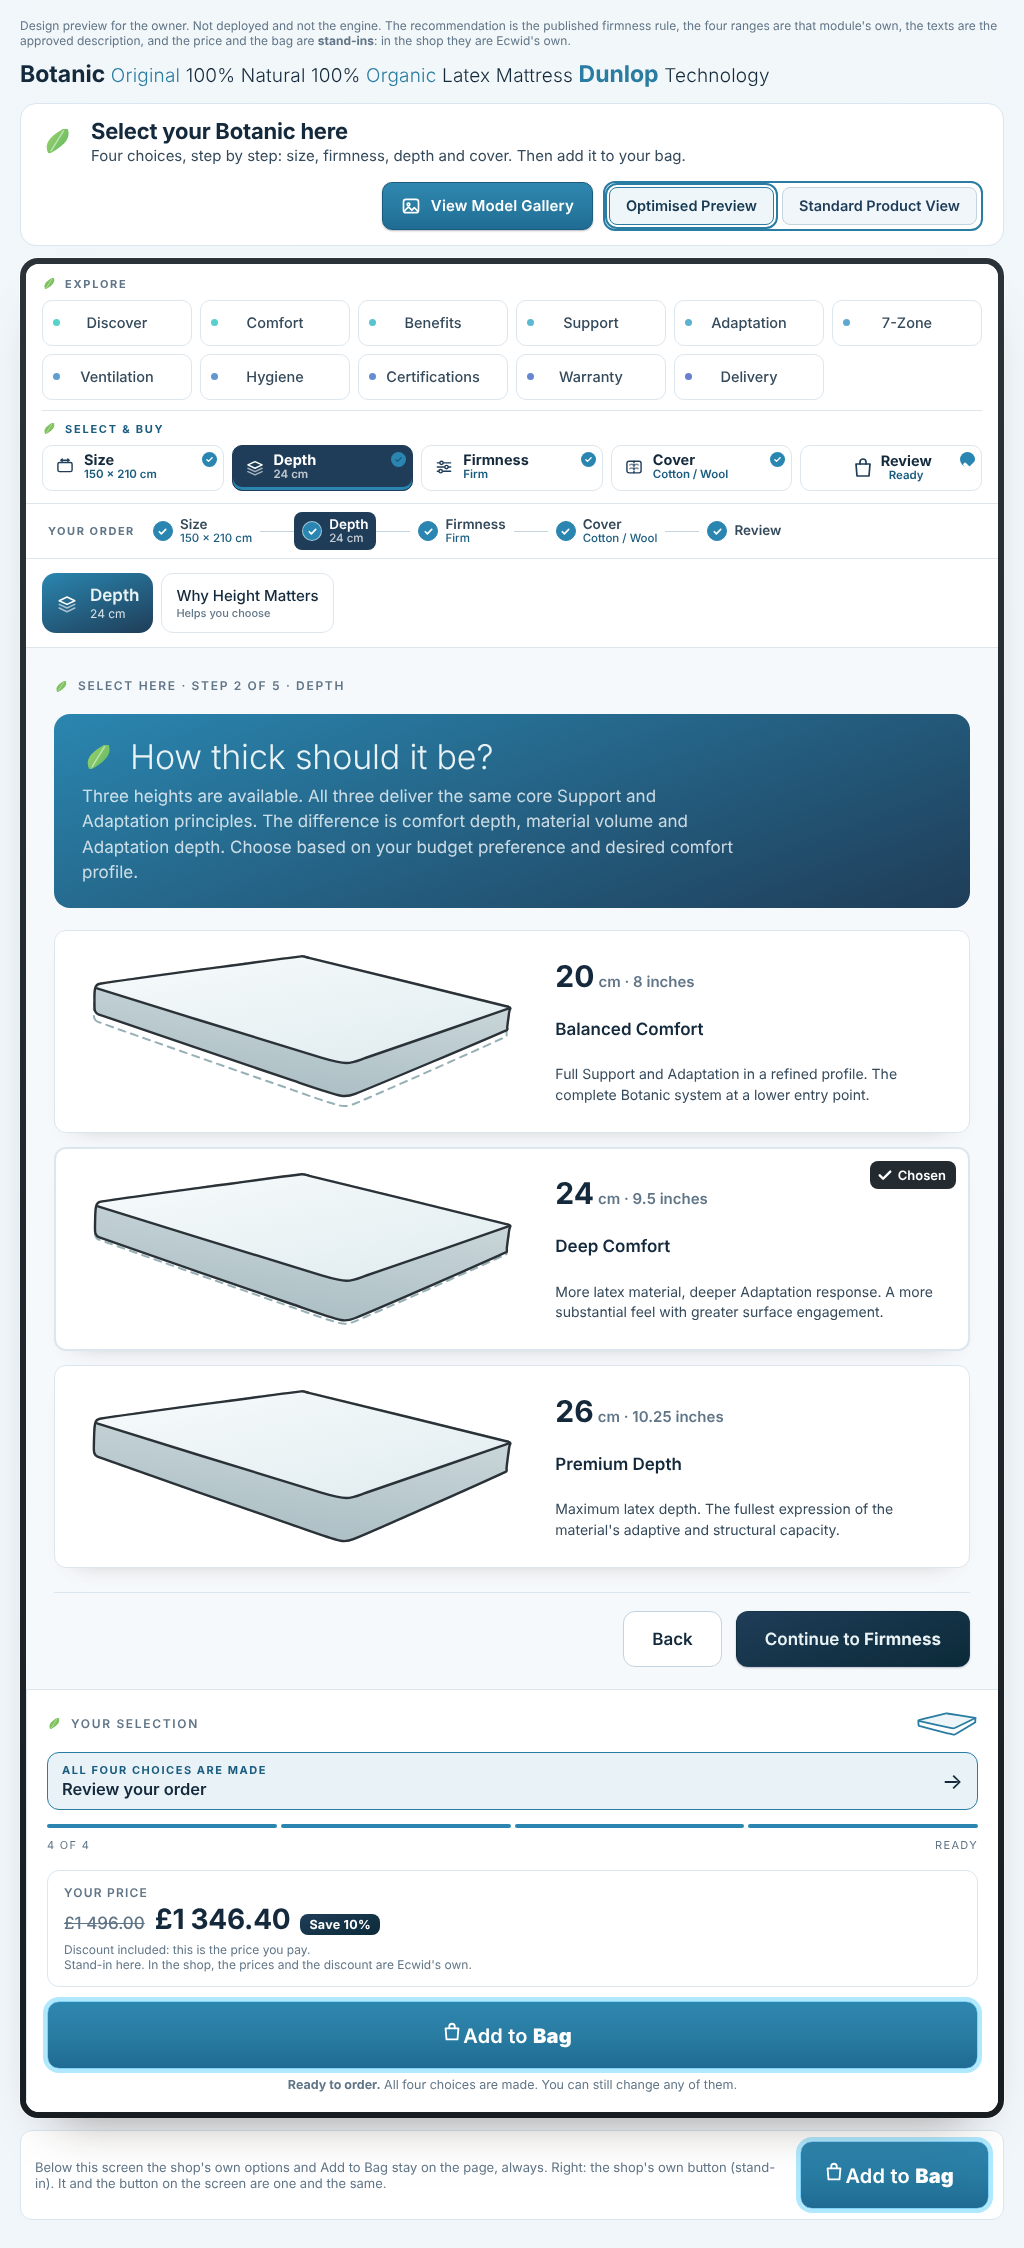 Design preview for the owner. Not deployed and not the engine. The recommendation is the published firmness rule, the four ranges are that module's own, the texts are the
approved description, and the price and the bag are stand-ins: in the shop they are Ecwid's own.
Botanic Original 100% Natural 100% Organic Latex Mattress Dunlop Technology
Select your Botanic here
Four choices, step by step: size, firmness, depth and cover. Then add it to your bag.
View Model Gallery
Optimised Preview
Standard Product View
EXPLORE
Discover
Comfort
Benefits
Support
Adaptation
7-Zone
Ventilation
Hygiene
Certifications
Warranty
Delivery
SELECT & BUY
Size
150 × 210 cm
Depth
24 cm
Firmness
Firm
Cover
Cotton / Wool
Review
Ready
YOUR ORDER
Size
150 × 210 cm
Depth
24 cm
Firmness
Firm
Cover
Cotton / Wool
Review
Depth
24 cm
Why Height Matters
Helps you choose
SELECT HERE · STEP 2 OF 5 · DEPTH
How thick should it be?
Three heights are available. All three deliver the same core Support and
Adaptation principles. The difference is comfort depth, material volume and
Adaptation depth. Choose based on your budget preference and desired comfort
profile.
20 cm · 8 inches
Balanced Comfort
Full Support and Adaptation in a refined profile. The
complete Botanic system at a lower entry point.
Chosen
24 cm · 9.5 inches
Deep Comfort
More latex material, deeper Adaptation response. A more
substantial feel with greater surface engagement.
26 cm · 10.25 inches
Premium Depth
Maximum latex depth. The fullest expression of the
material's adaptive and structural capacity.
Back
Continue to Firmness
YOUR SELECTION
ALL FOUR CHOICES ARE MADE
Review your order
4 OF 4
READY
YOUR PRICE
£1 496.00 £1 346.40 Save 10%
Discount included: this is the price you pay.
Stand-in here. In the shop, the prices and the discount are Ecwid's own.
Add to Bag
Ready to order. All four choices are made. You can still change any of them.
Below this screen the shop's own options and Add to Bag stay on the page, always. Right: the shop's own button (stand-
in). It and the button on the screen are one and the same.
Add to Bag